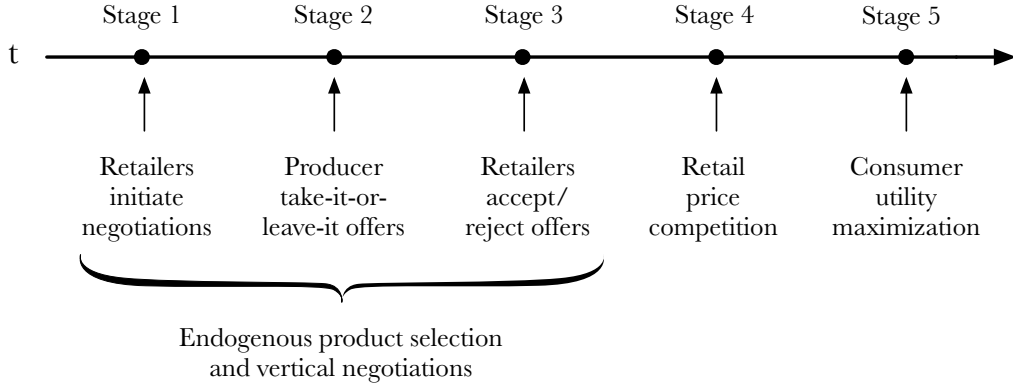 Stage 1
Stage 2
Stage 3
Stage 4
Stage 5
t
Retailers
initiate
negotiations
Producer
take-it-or-
leave-it offers
Retailers
accept/
reject offers
Retail
price
competition
Consumer
utility
maximization
Endogenous product selection
and vertical negotiations